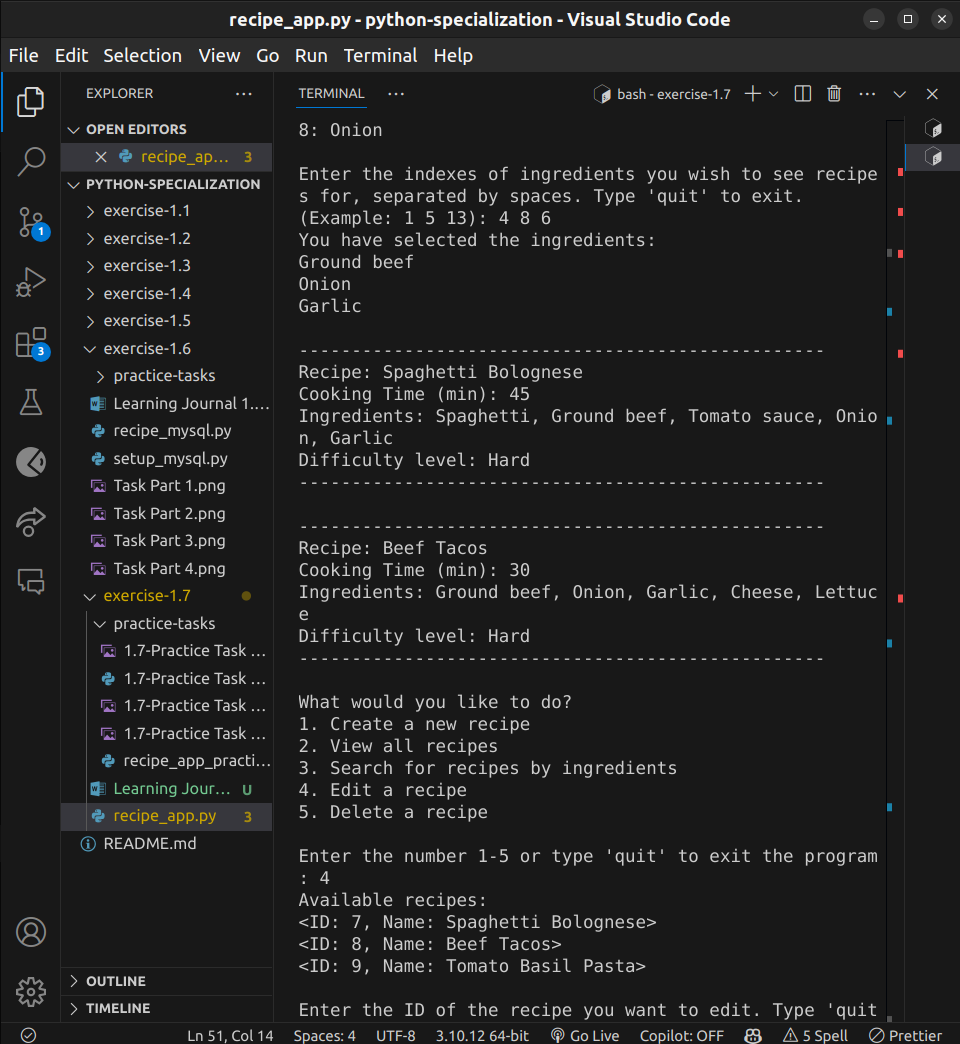 recipe_app.py - python-specialization - Visual Studio Code
File Edit Selection View Go Run Terminal Help
EXPLORER
OPEN EDITORS
recipe_ap... 3
PYTHON-SPECIALIZATION
exercise-1.1
exercise-1.2
exercise-1.3
exercise-1.4
exercise-1.5
exercise-1.6
practice-tasks
Learning Journal 1....
recipe_mysql.py
setup_mysql.py
Task Part 1.png
Task Part 2.png
Task Part 3.png
Task Part 4.png
exercise-1.7
practice-tasks
1.7-Practice Task ...
1.7-Practice Task ...
1.7-Practice Task ...
1.7-Practice Task ...
recipe_app_practi...
Learning Jour... U
recipe_app.py 3
README.md
OUTLINE
TIMELINE
1
3
TERMINAL ... bash - exercise-1.7
8: Onion
Enter the indexes of ingredients you wish to see recipe
s for, separated by spaces. Type 'quit' to exit.
(Example: 1 5 13): 4 8 6
You have selected the ingredients:
Ground beef
Onion
Garlic
--------------------------------------------------
Recipe: Spaghetti Bolognese
Cooking Time (min): 45
Ingredients: Spaghetti, Ground beef, Tomato sauce, Onio
n, Garlic
Difficulty level: Hard
--------------------------------------------------
--------------------------------------------------
Recipe: Beef Tacos
Cooking Time (min): 30
Ingredients: Ground beef, Onion, Garlic, Cheese, Lettuc
e
Difficulty level: Hard
--------------------------------------------------
What would you like to do?
1. Create a new recipe
2. View all recipes
3. Search for recipes by ingredients
4. Edit a recipe
5. Delete a recipe
Enter the number 1-5 or type 'quit' to exit the program
: 4
Available recipes:
<ID: 7, Name: Spaghetti Bolognese>
<ID: 8, Name: Beef Tacos>
<ID: 9, Name: Tomato Basil Pasta>
Enter the ID of the recipe you want to edit. Type 'quit
Ln 51, Col 14 Spaces: 4 UTF-8 3.10.12 64-bit Go Live Copilot: OFF 5 Spell Prettier